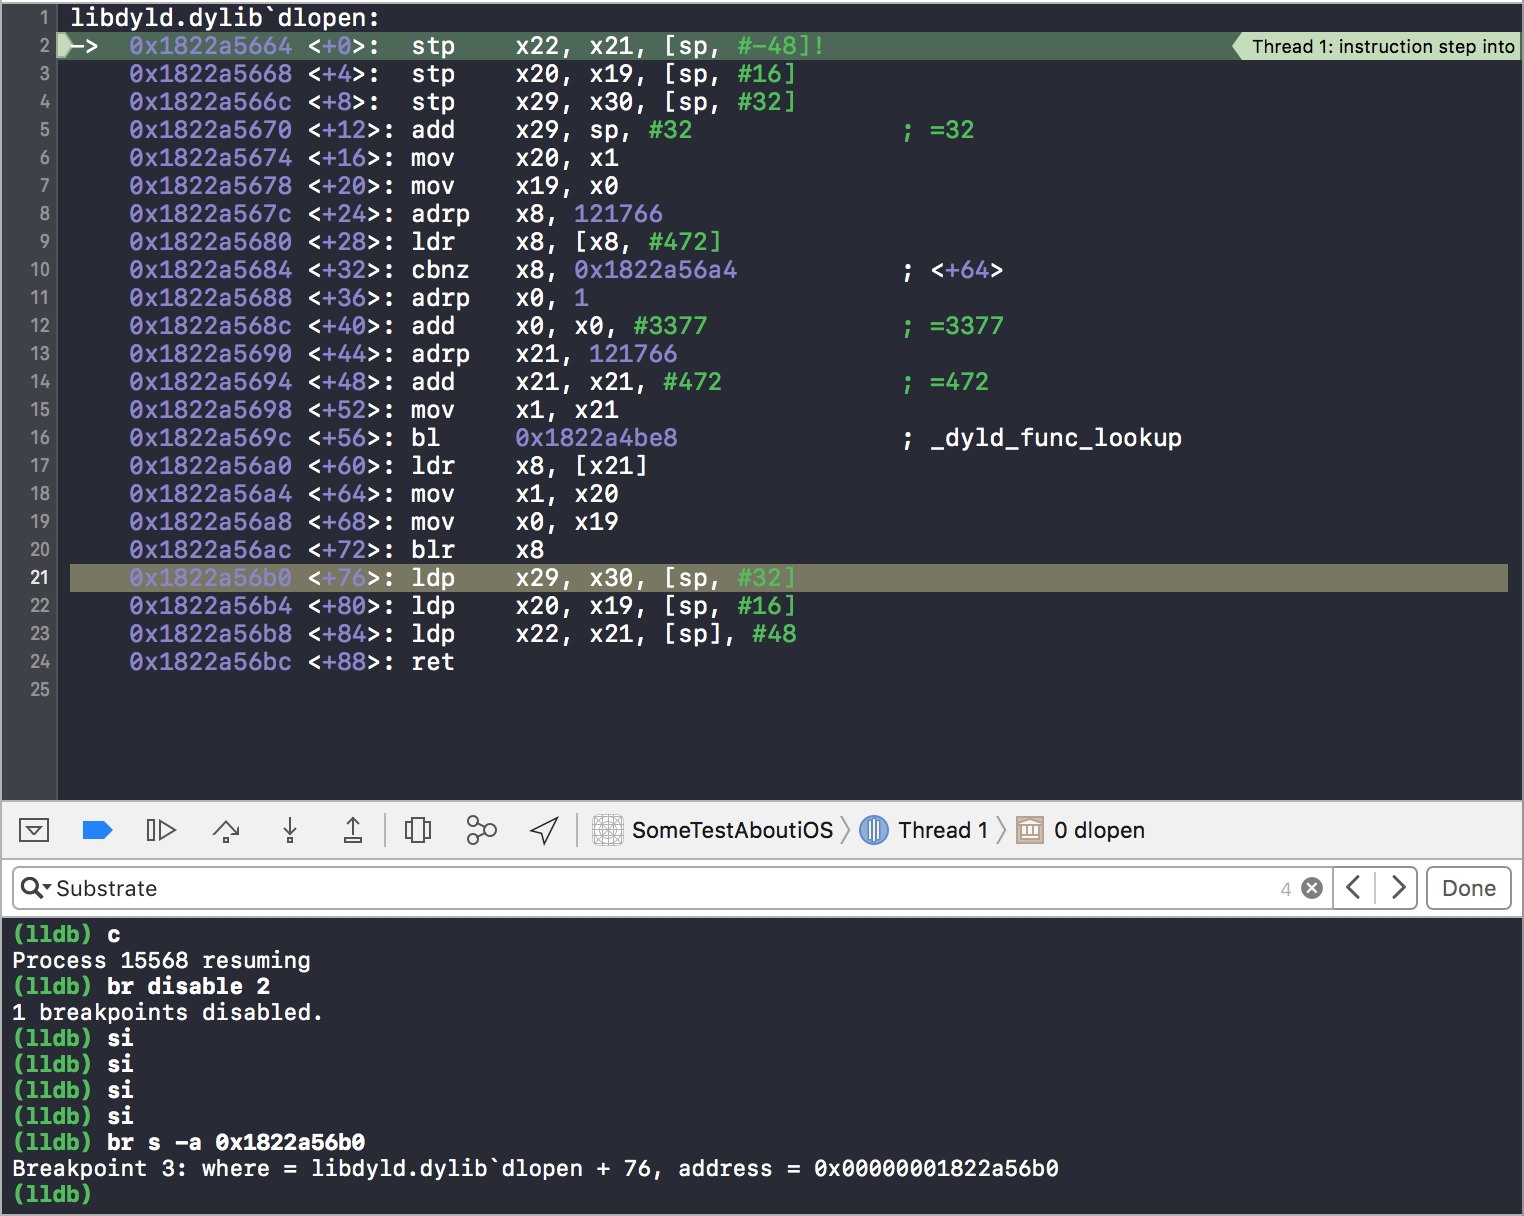 1 libdyld.dylib`dlopen:
2 -> 0x1822a5664 <+0>: stp x22, x21, [sp, #-48]! Thread 1: instruction step into
3 0x1822a5668 <+4>: stp x20, x19, [sp, #16]
4 0x1822a566c <+8>: stp x29, x30, [sp, #32]
5 0x1822a5670 <+12>: add x29, sp, #32 ; =32
6 0x1822a5674 <+16>: mov x20, x1
7 0x1822a5678 <+20>: mov x19, x0
8 0x1822a567c <+24>: adrp x8, 121766
9 0x1822a5680 <+28>: ldr x8, [x8, #472]
10 0x1822a5684 <+32>: cbnz x8, 0x1822a56a4 ; <+64>
11 0x1822a5688 <+36>: adrp x0, 1
12 0x1822a568c <+40>: add x0, x0, #3377 ; =3377
13 0x1822a5690 <+44>: adrp x21, 121766
14 0x1822a5694 <+48>: add x21, x21, #472 ; =472
15 0x1822a5698 <+52>: mov x1, x21
16 0x1822a569c <+56>: bl 0x1822a4be8 ; _dyld_func_lookup
17 0x1822a56a0 <+60>: ldr x8, [x21]
18 0x1822a56a4 <+64>: mov x1, x20
19 0x1822a56a8 <+68>: mov x0, x19
20 0x1822a56ac <+72>: blr x8
21 0x1822a56b0 <+76>: ldp x29, x30, [sp, #32]
22 0x1822a56b4 <+80>: ldp x20, x19, [sp, #16]
23 0x1822a56b8 <+84>: ldp x22, x21, [sp], #48
24 0x1822a56bc <+88>: ret
25
SomeTestAboutiOS Thread 1 0 dlopen
Substrate 4 Done
(lldb) c
Process 15568 resuming
(lldb) br disable 2
1 breakpoints disabled.
(lldb) si
(lldb) si
(lldb) si
(lldb) si
(lldb) br s -a 0x1822a56b0
Breakpoint 3: where = libdyld.dylib`dlopen + 76, address = 0x00000001822a56b0
(lldb)